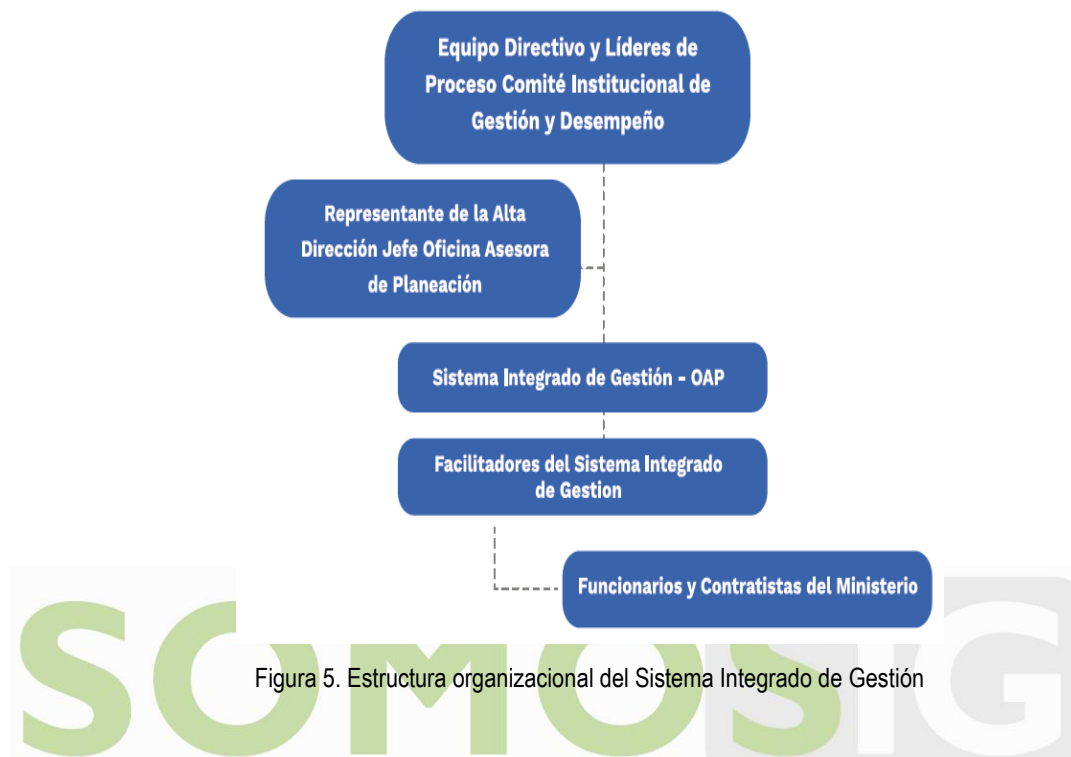 Equipo Directivo y Líderes de
Proceso Comité Institucional de
Gestión y Desempeño
Representante de la Alta
Dirección Jefe Oficina Asesora
de Planeación
Sistema Integrado de Gestión - OAP
Facilitadores del Sistema Integrado
de Gestion
Funcionarios y Contratistas del Ministerio
Figura 5. Estructura organizacional del Sistema Integrado de Gestión
SOMOSIG